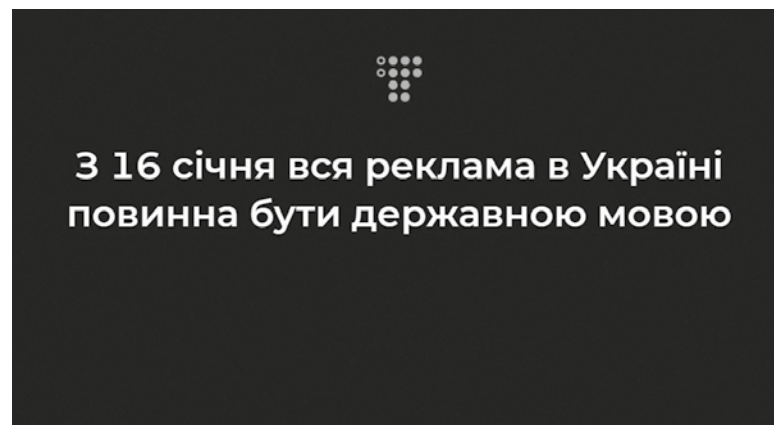 З 16 січня вся реклама в Україні
повинна бути державною мовою